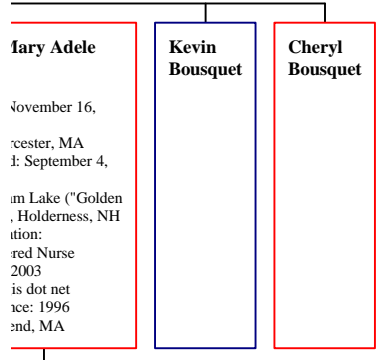 Mary Adele
November 16,
rcester, MA
d: September 4,
am Lake ("Golden
, Holderness, NH
ation:
ered Nurse
2003
is dot net
nce: 1996
end, MA
Kevin
Bousquet
Cheryl
Bousquet